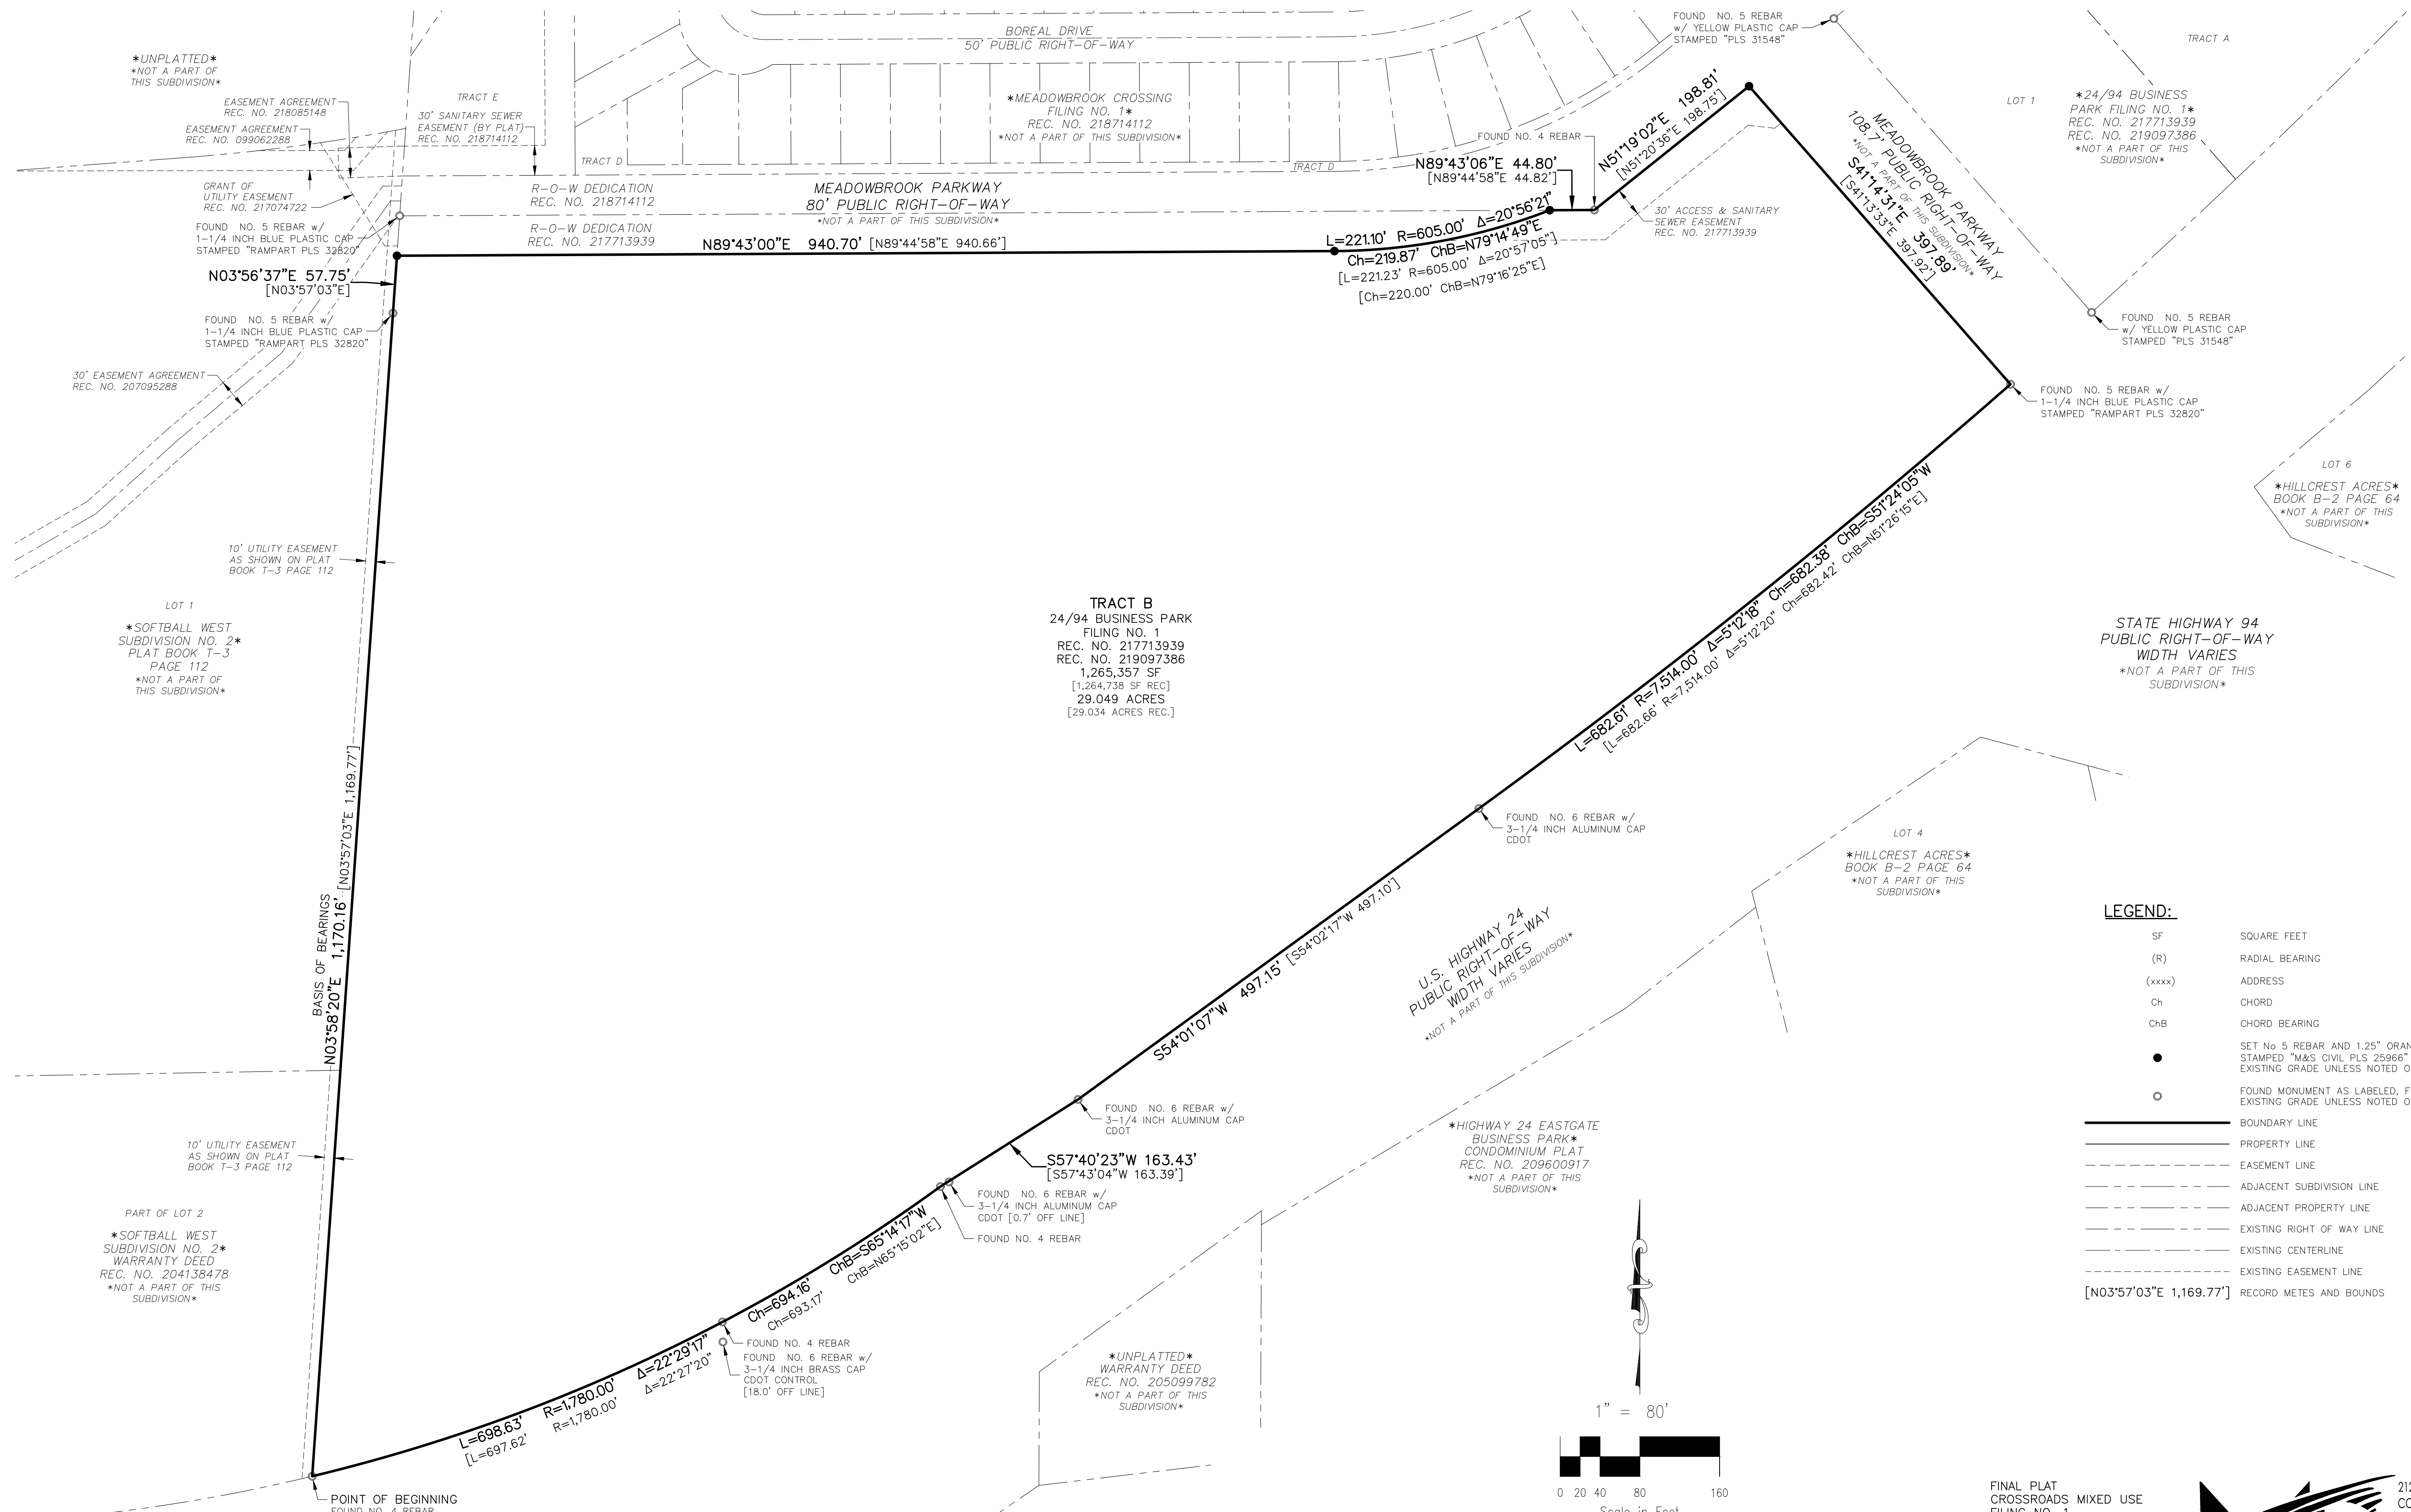 *UNPLATTED*
*NOT A PART OF
THIS SUBDIVISION*
EASEMENT AGREEMENT
REC. NO. 218085148
EASEMENT AGREEMENT
REC. NO. 099062288
GRANT OF
UTILITY EASEMENT
REC. NO. 217074722
FOUND NO. 5 REBAR w/
1-1/4 INCH BLUE PLASTIC CAP
STAMPED "RAMPART PLS 32820"
N03°56'37"E 57.75'
[N03°57'03"E]
FOUND NO. 5 REBAR w/
1-1/4 INCH BLUE PLASTIC CAP
STAMPED "RAMPART PLS 32820"
30' EASEMENT AGREEMENT
REC. NO. 207095288
TRACT E
30' SANITARY SEWER
EASEMENT (BY PLAT)
REC. NO. 218714112
TRACT D
BOREAL DRIVE
50' PUBLIC RIGHT-OF-WAY
*MEADOWBROOK CROSSING
FILING NO. 1*
REC. NO. 218714112
*NOT A PART OF THIS SUBDIVISION*
TRACT D
R-O-W DEDICATION
REC. NO. 218714112
MEADOWBROOK PARKWAY
80' PUBLIC RIGHT-OF-WAY
*NOT A PART OF THIS SUBDIVISION*
R-O-W DEDICATION
REC. NO. 217713939
N89°43'00"E 940.70' [N89°44'58"E 940.66']
L=221.10' R=605.00' Δ=20°56'21"
Ch=219.87' ChB=N79°14'49"E
[L=221.23' R=605.00' Δ=20°57'05"]
[Ch=220.00' ChB=N79°16'25"E]
FOUND NO. 4 REBAR
N89°43'06"E 44.80'
[N89°44'58"E 44.82']
N51°19'02"E 198.81'
[N51°20'36"E 198.75']
30' ACCESS & SANITARY
SEWER EASEMENT
REC. NO. 217713939
FOUND NO. 5 REBAR
w/ YELLOW PLASTIC CAP
STAMPED "PLS 31548"
MEADOWBROOK PARKWAY
108.7' PUBLIC RIGHT-OF-WAY
*NOT A PART OF THIS SUBDIVISION*
S41°14'31"E 397.89'
[S41°13'33"E 397.92']
TRACT A
LOT 1
*24/94 BUSINESS
PARK FILING NO. 1*
REC. NO. 217713939
REC. NO. 219097386
*NOT A PART OF THIS
SUBDIVISION*
FOUND NO. 5 REBAR
w/ YELLOW PLASTIC CAP
STAMPED "PLS 31548"
FOUND NO. 5 REBAR w/
1-1/4 INCH BLUE PLASTIC CAP
STAMPED "RAMPART PLS 32820"
LOT 6
*HILLCREST ACRES*
BOOK B-2 PAGE 64
*NOT A PART OF THIS
SUBDIVISION*
STATE HIGHWAY 94
PUBLIC RIGHT-OF-WAY
WIDTH VARIES
*NOT A PART OF THIS
SUBDIVISION*
10' UTILITY EASEMENT
AS SHOWN ON PLAT
BOOK T-3 PAGE 112
LOT 1
*SOFTBALL WEST
SUBDIVISION NO. 2*
PLAT BOOK T-3
PAGE 112
*NOT A PART OF
THIS SUBDIVISION*
TRACT B
24/94 BUSINESS PARK
FILING NO. 1
REC. NO. 217713939
REC. NO. 219097386
1,265,357 SF
[1,264,738 SF REC]
29.049 ACRES
[29.034 ACRES REC.]
L=682.61' R=7,514.00' Δ=5°12'18" Ch=682.38' ChB=S51°24'05"W
[L=682.66' R=7,514.00' Δ=5°12'20" Ch=682.42' ChB=N51°26'15"E]
FOUND NO. 6 REBAR w/
3-1/4 INCH ALUMINUM CAP
CDOT
BASIS OF BEARINGS
N03°58'20"E 1,170.16' [N03°57'03"E 1,169.77']
S54°01'07"W 497.15' [S54°02'17"W 497.10']
U.S. HIGHWAY 24
PUBLIC RIGHT-OF-WAY
WIDTH VARIES
*NOT A PART OF THIS SUBDIVISION*
LOT 4
*HILLCREST ACRES*
BOOK B-2 PAGE 64
*NOT A PART OF THIS
SUBDIVISION*
FOUND NO. 6 REBAR w/
3-1/4 INCH ALUMINUM CAP
CDOT
S57°40'23"W 163.43'
[S57°43'04"W 163.39']
FOUND NO. 6 REBAR w/
3-1/4 INCH ALUMINUM CAP
CDOT [0.7' OFF LINE]
FOUND NO. 4 REBAR
*HIGHWAY 24 EASTGATE
BUSINESS PARK*
CONDOMINIUM PLAT
REC. NO. 209600917
*NOT A PART OF THIS
SUBDIVISION*
10' UTILITY EASEMENT
AS SHOWN ON PLAT
BOOK T-3 PAGE 112
PART OF LOT 2
*SOFTBALL WEST
SUBDIVISION NO. 2*
WARRANTY DEED
REC. NO. 204138478
*NOT A PART OF THIS
SUBDIVISION*
L=698.63' R=1,780.00' Δ=22°29'17" Ch=694.16' ChB=S65°14'17"W
[L=697.62' R=1,780.00' Δ=22°27'20" Ch=693.17' ChB=N65°15'02"E]
FOUND NO. 4 REBAR
FOUND NO. 6 REBAR w/
3-1/4 INCH BRASS CAP
CDOT CONTROL
[18.0' OFF LINE]
*UNPLATTED*
WARRANTY DEED
REC. NO. 205099782
*NOT A PART OF THIS
SUBDIVISION*
POINT OF BEGINNING
FOUND NO. 4 REBAR
1" = 80'
0 20 40 80 160
Scale in Feet
LEGEND:
SF SQUARE FEET
(R) RADIAL BEARING
(xxxx) ADDRESS
Ch CHORD
ChB CHORD BEARING
SET No 5 REBAR AND 1.25"
STAMPED "M&S CIVIL PLS 25966"
EXISTING GRADE UNLESS NOTED
FOUND MONUMENT AS LABELED,
EXISTING GRADE UNLESS NOTED
BOUNDARY LINE
PROPERTY LINE
EASEMENT LINE
ADJACENT SUBDIVISION LINE
ADJACENT PROPERTY LINE
EXISTING RIGHT OF WAY LINE
EXISTING CENTERLINE
EXISTING EASEMENT LINE
[N03°57'03"E 1,169.77'] RECORD METES AND BOUNDS
FINAL PLAT
CROSSROADS MIXED USE
FILING NO. 1